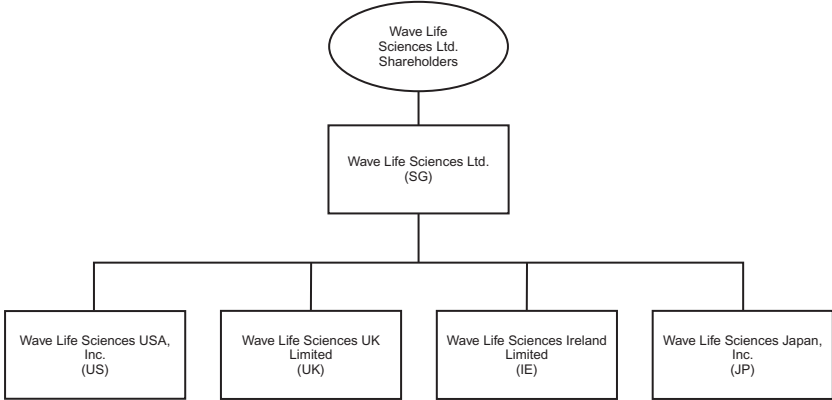 Wave Life
Sciences Ltd.
Shareholders
Wave Life Sciences Ltd.
(SG)
Wave Life Sciences USA,
Inc.
(US)
Wave Life Sciences UK
Limited
(UK)
Wave Life Sciences Ireland
Limited
(IE)
Wave Life Sciences Japan,
Inc.
(JP)